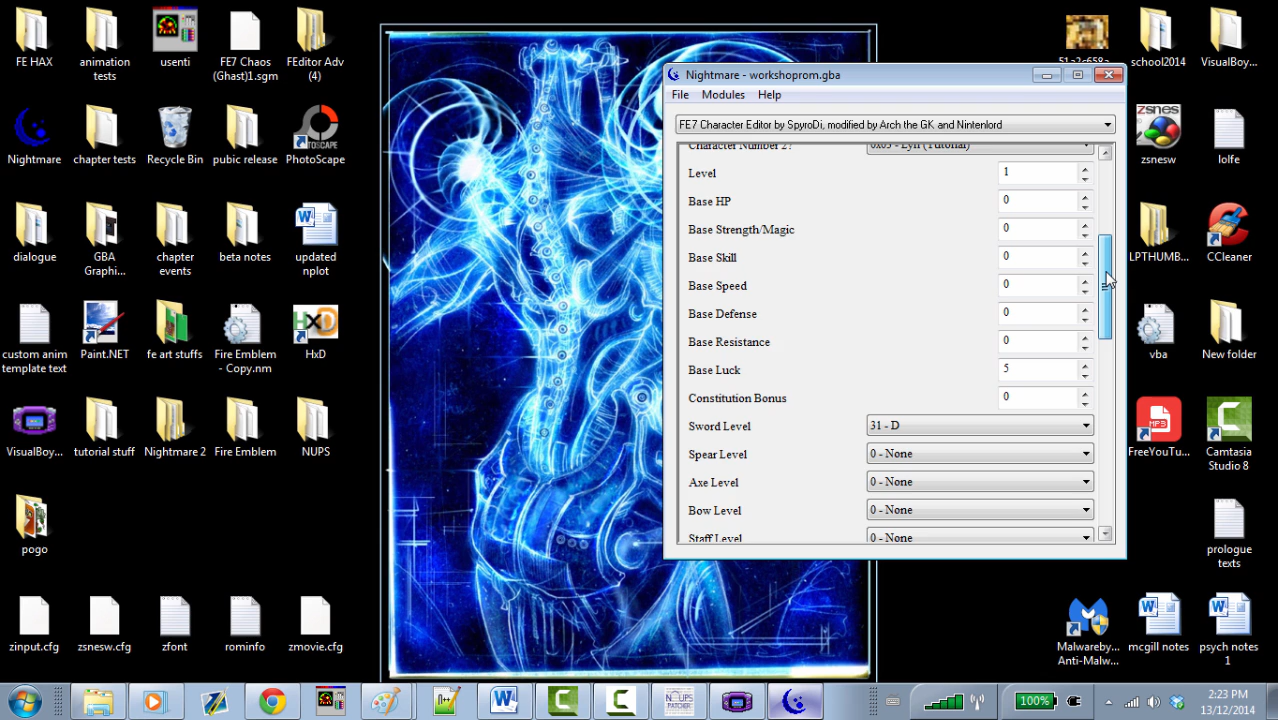 FE HAX
animation
tests
usenti
FE7 Chaos
(Ghast)1.sgm
FEditor Adv
(4)
school2014
VisualBoy...
Nightmare
chapter tests
Recycle Bin
pubic release
PhotoScape
zsnesw
lolfe
dialogue
GBA
Graphi...
chapter
events
beta notes
updated
nplot
LPTHUMB...
CCleaner
custom anim
template text
Paint.NET
fe art stuffs
Fire Emblem
- Copy.nm
HxD
vba
New folder
VisualBoy...
tutorial stuff
Nightmare 2
Fire Emblem
NUPS
FreeYouTu...
Camtasia
Studio 8
pogo
prologue
texts
zinput.cfg
zsnesw.cfg
zfont
rominfo
zmovie.cfg
Malwareby...
Anti-Malw...
mcgill notes
psych notes
1
Nightmare - workshoprom.gba
File Modules Help
FE7 Character Editor by SpyroDi, modified by Arch the GK and Nintenlord
Character Number 2? 0x03 - Lyn (Tutorial)
Level 1
Base HP 0
Base Strength/Magic 0
Base Skill 0
Base Speed 0
Base Defense 0
Base Resistance 0
Base Luck 5
Constitution Bonus 0
Sword Level 31 - D
Spear Level 0 - None
Axe Level 0 - None
Bow Level 0 - None
Staff Level 0 - None
100%
2:23 PM
13/12/2014